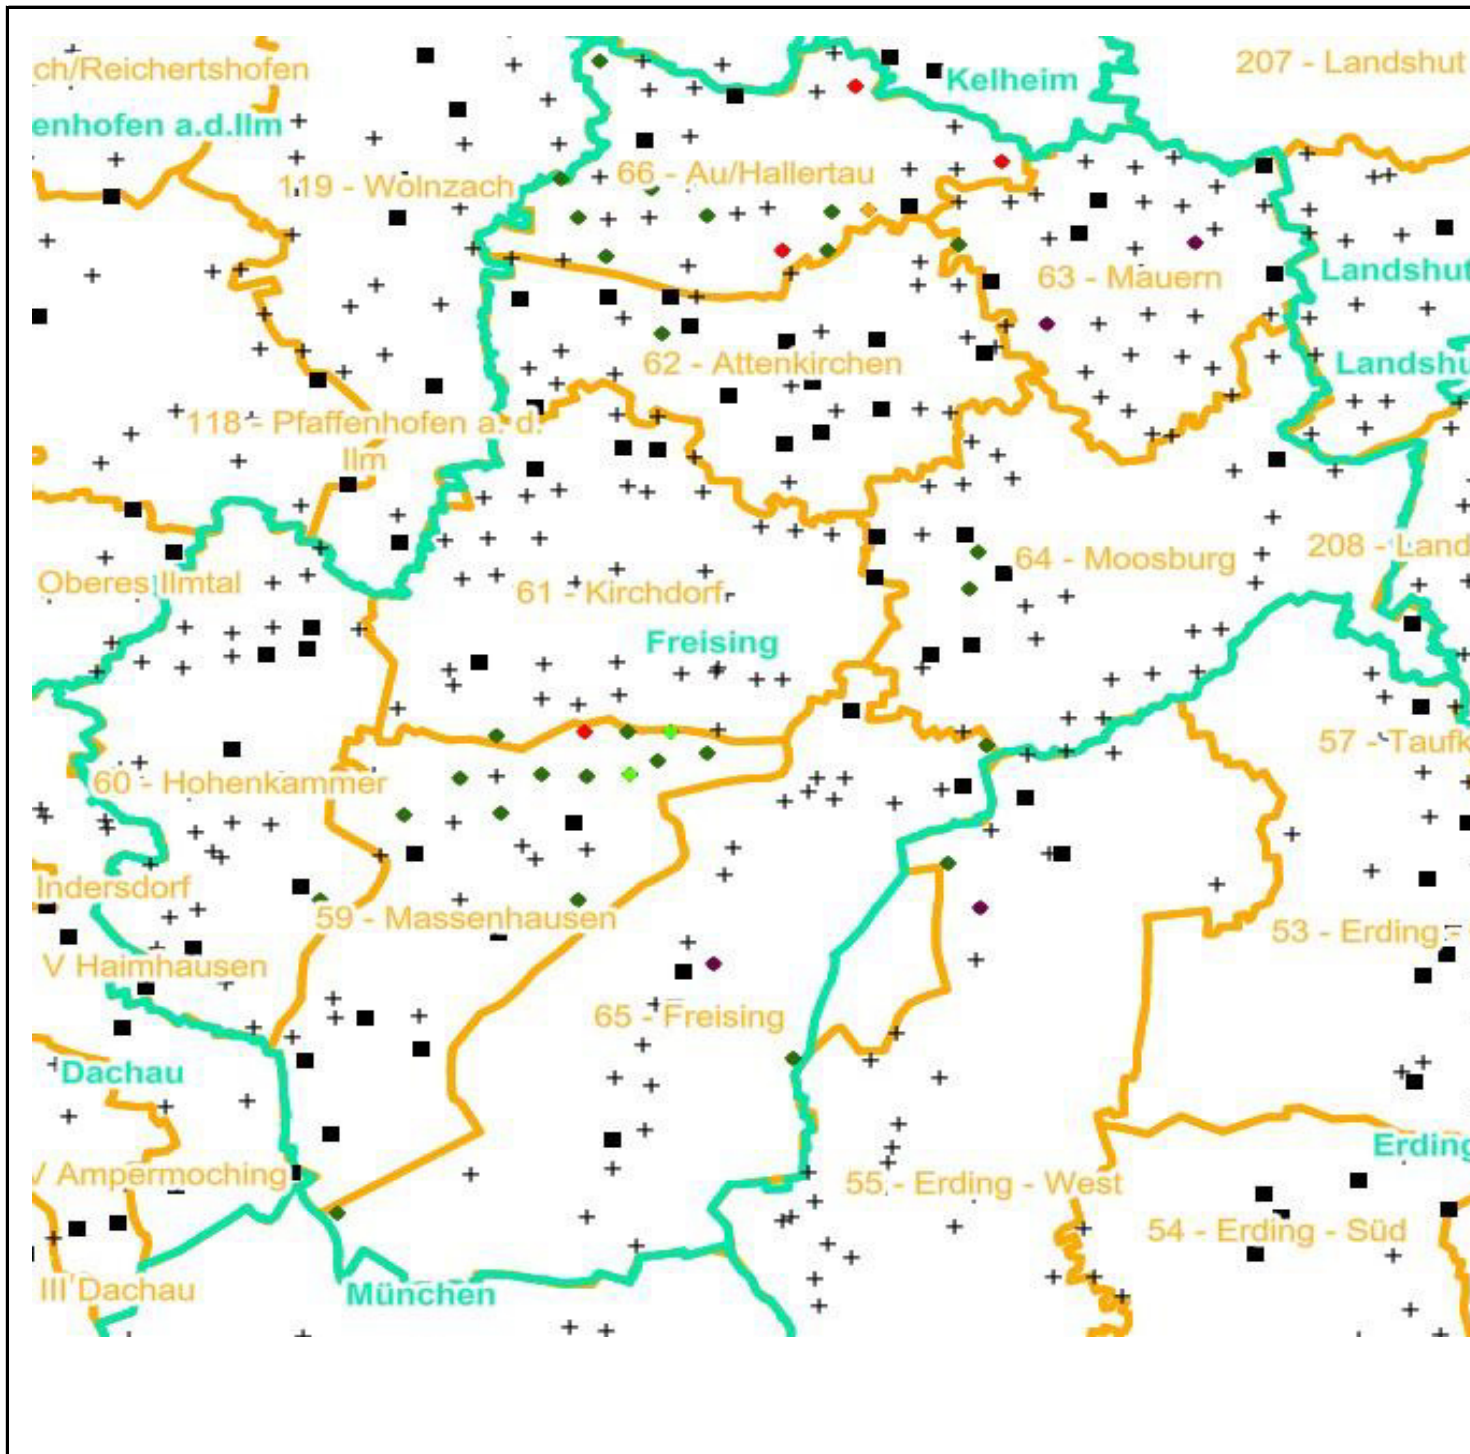 ch/Reichertshofen
207 - Landshut
Kelheim
enhofen a.d.Ilm
119 - Wolnzach
66 - Au/Hallertau
63 - Mauern
Landshut
62 - Attenkirchen
Landshu
118 - Pfaffenhofen a. d.
Ilm
64 - Moosburg
208 - Land
Oberes Ilmtal
61 - Kirchdorf
Freising
57 - Taufk
60 - Hohenkammer
Indersdorf
59 - Massenhausen
53 - Erding -
V Haimhausen
65 - Freising
Dachau
Erding
V Ampermoching
55 - Erding - West
54 - Erding - Süd
III Dachau
München